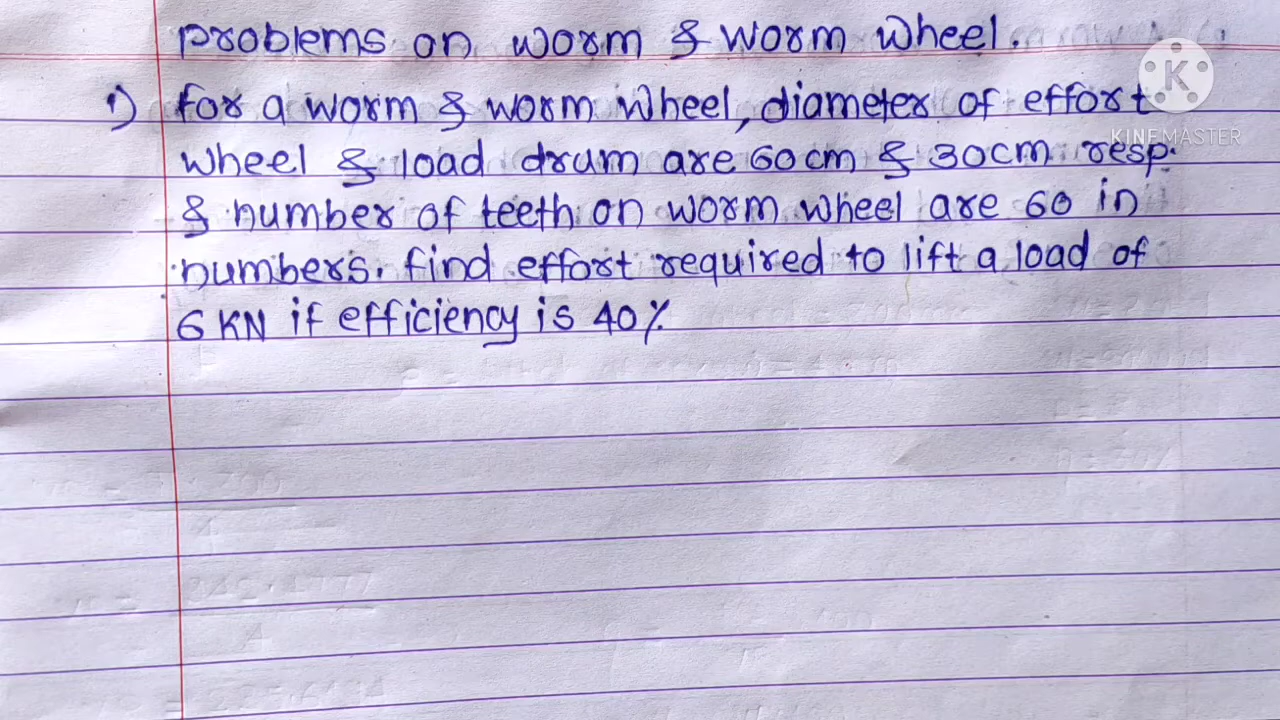 problems on worm & worm wheel.
1) for a worm & worm wheel, diameter of effort
wheel & load drum are 60cm & 30cm resp.
& number of teeth on worm wheel are 60 in
numbers. find effort required to lift a load of
6 KN if efficiency is 40%
K
KINEMASTER